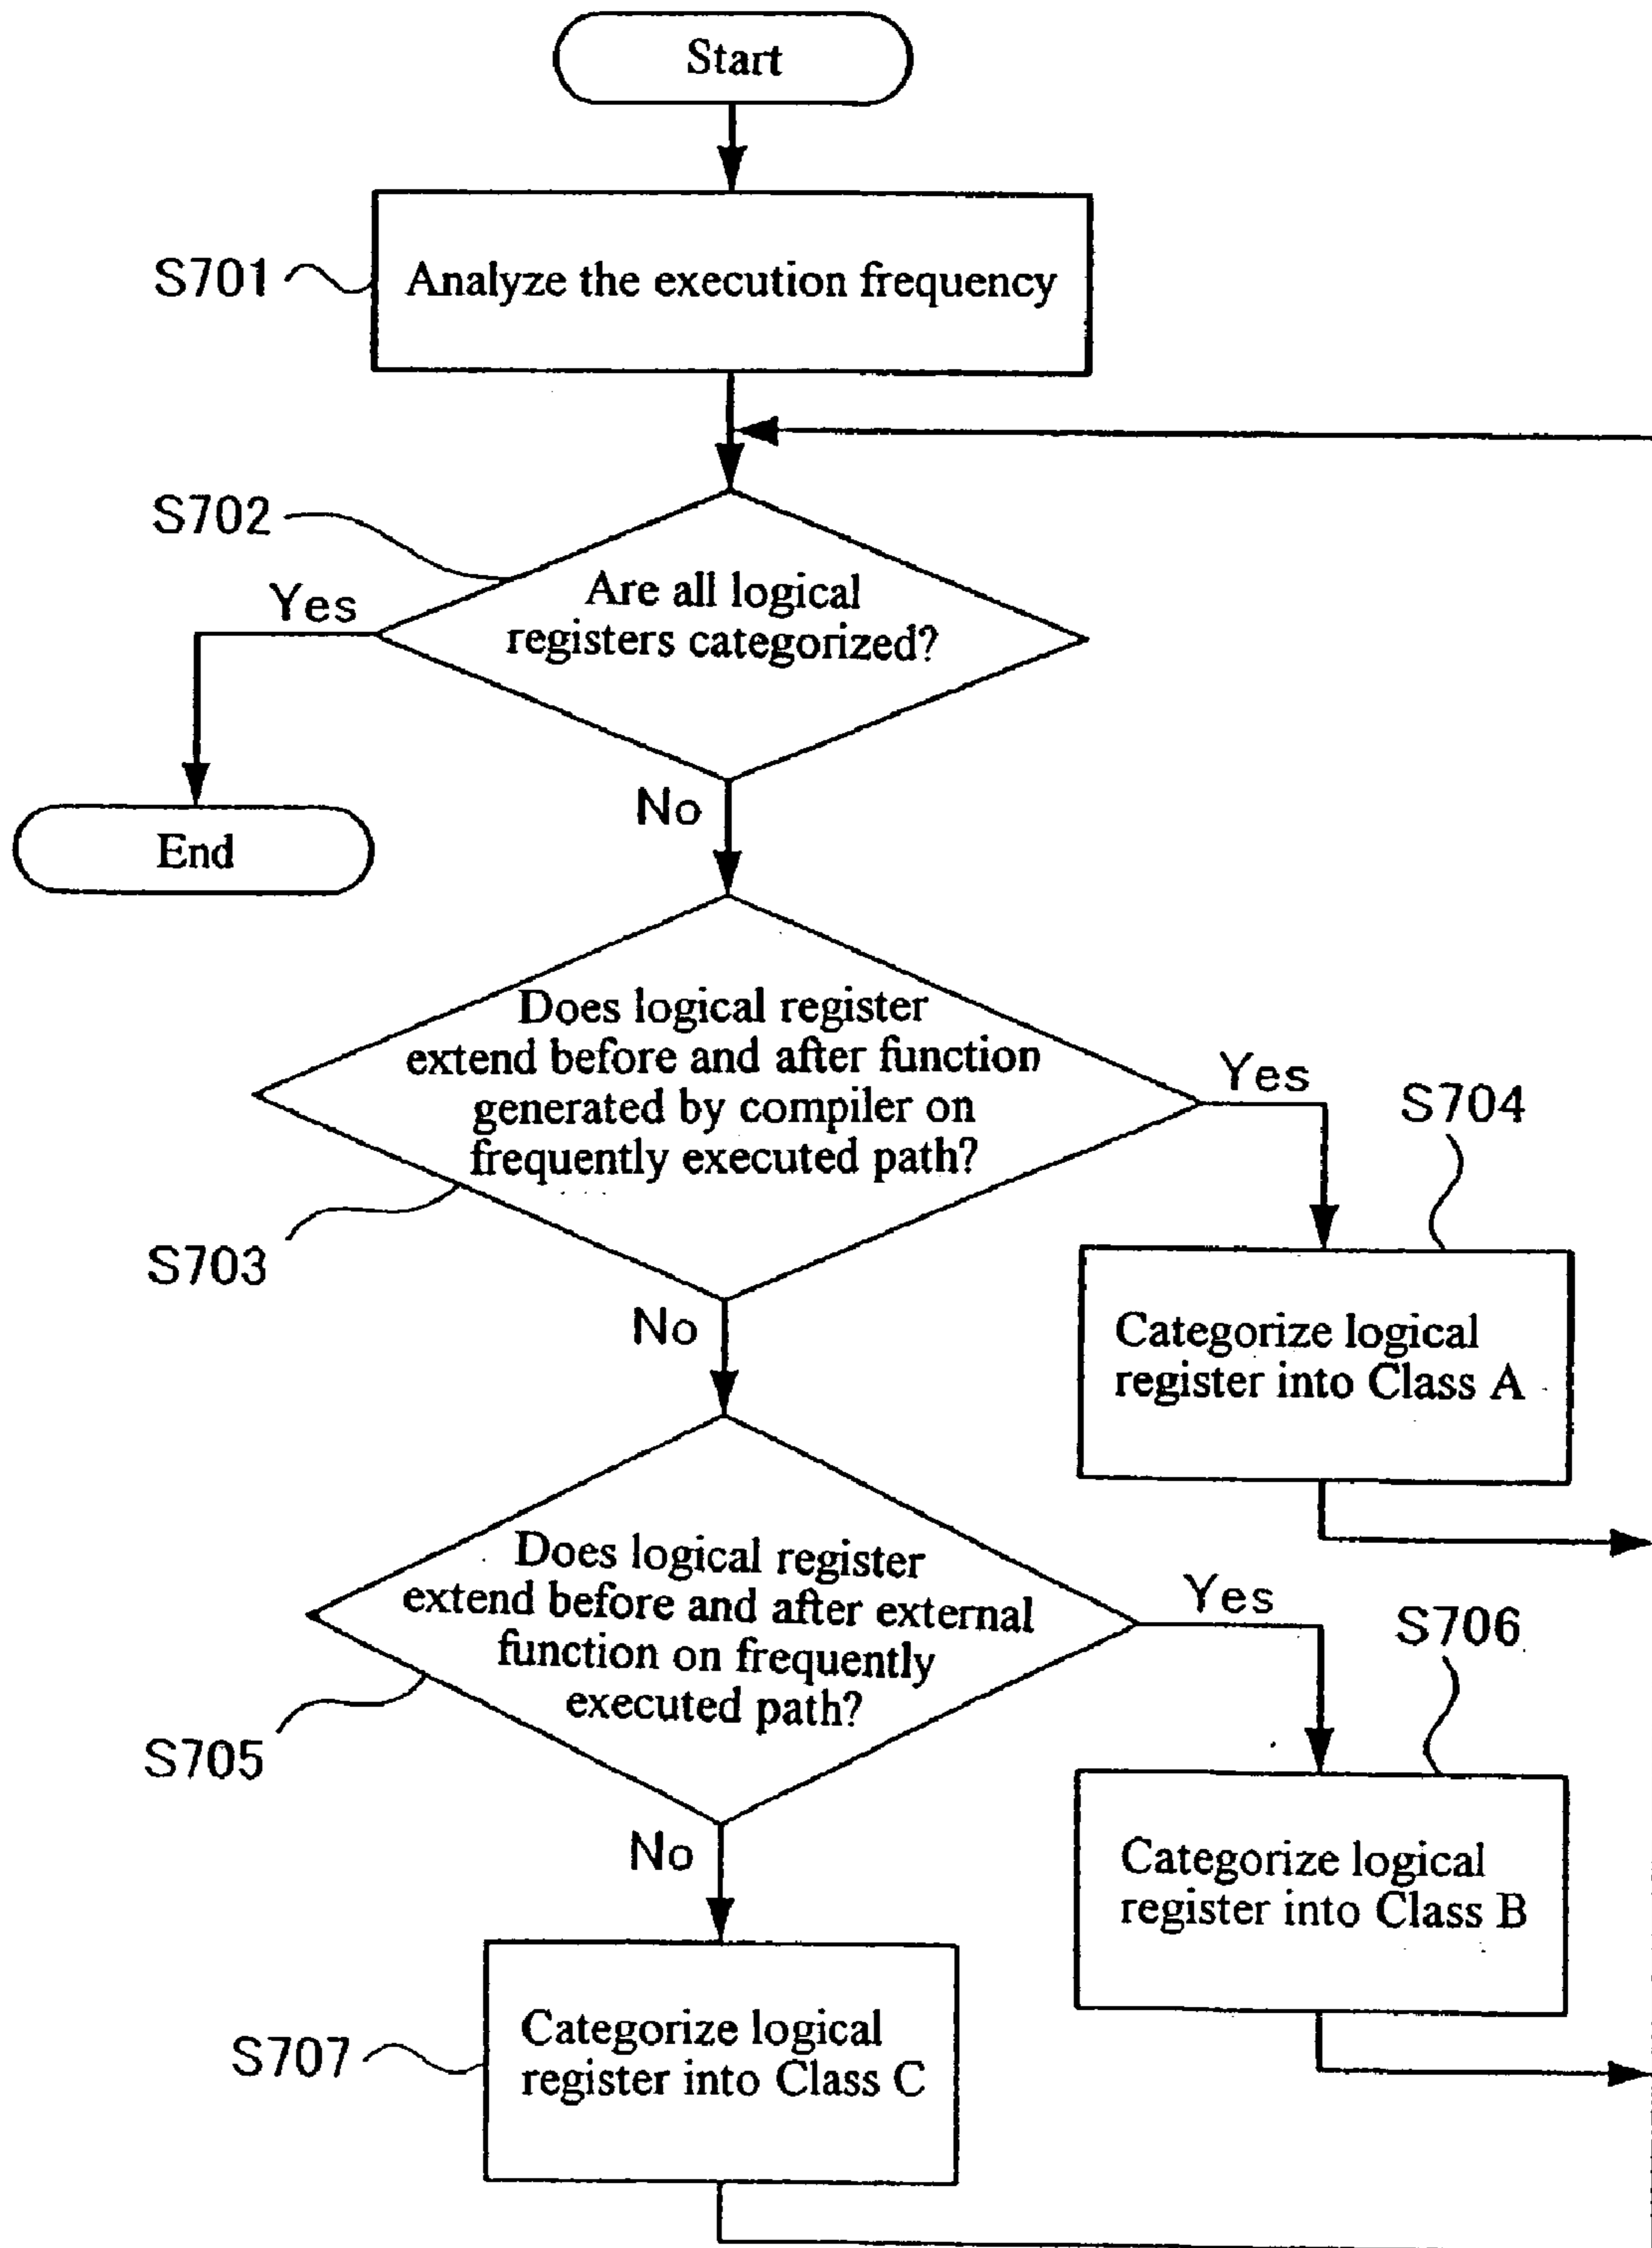 Start
S701
Analyze the execution frequency
S702
Yes
Are all logical
registers categorized?
End
No
Does logical register
extend before and after function
generated by compiler on
frequently executed path?
Yes
S704
S703
No
Categorize logical
register into Class A
Does logical register
extend before and after external
function on frequently
executed path?
Yes
S706
S705
No
Categorize logical
register into Class B
S707
Categorize logical
register into Class C